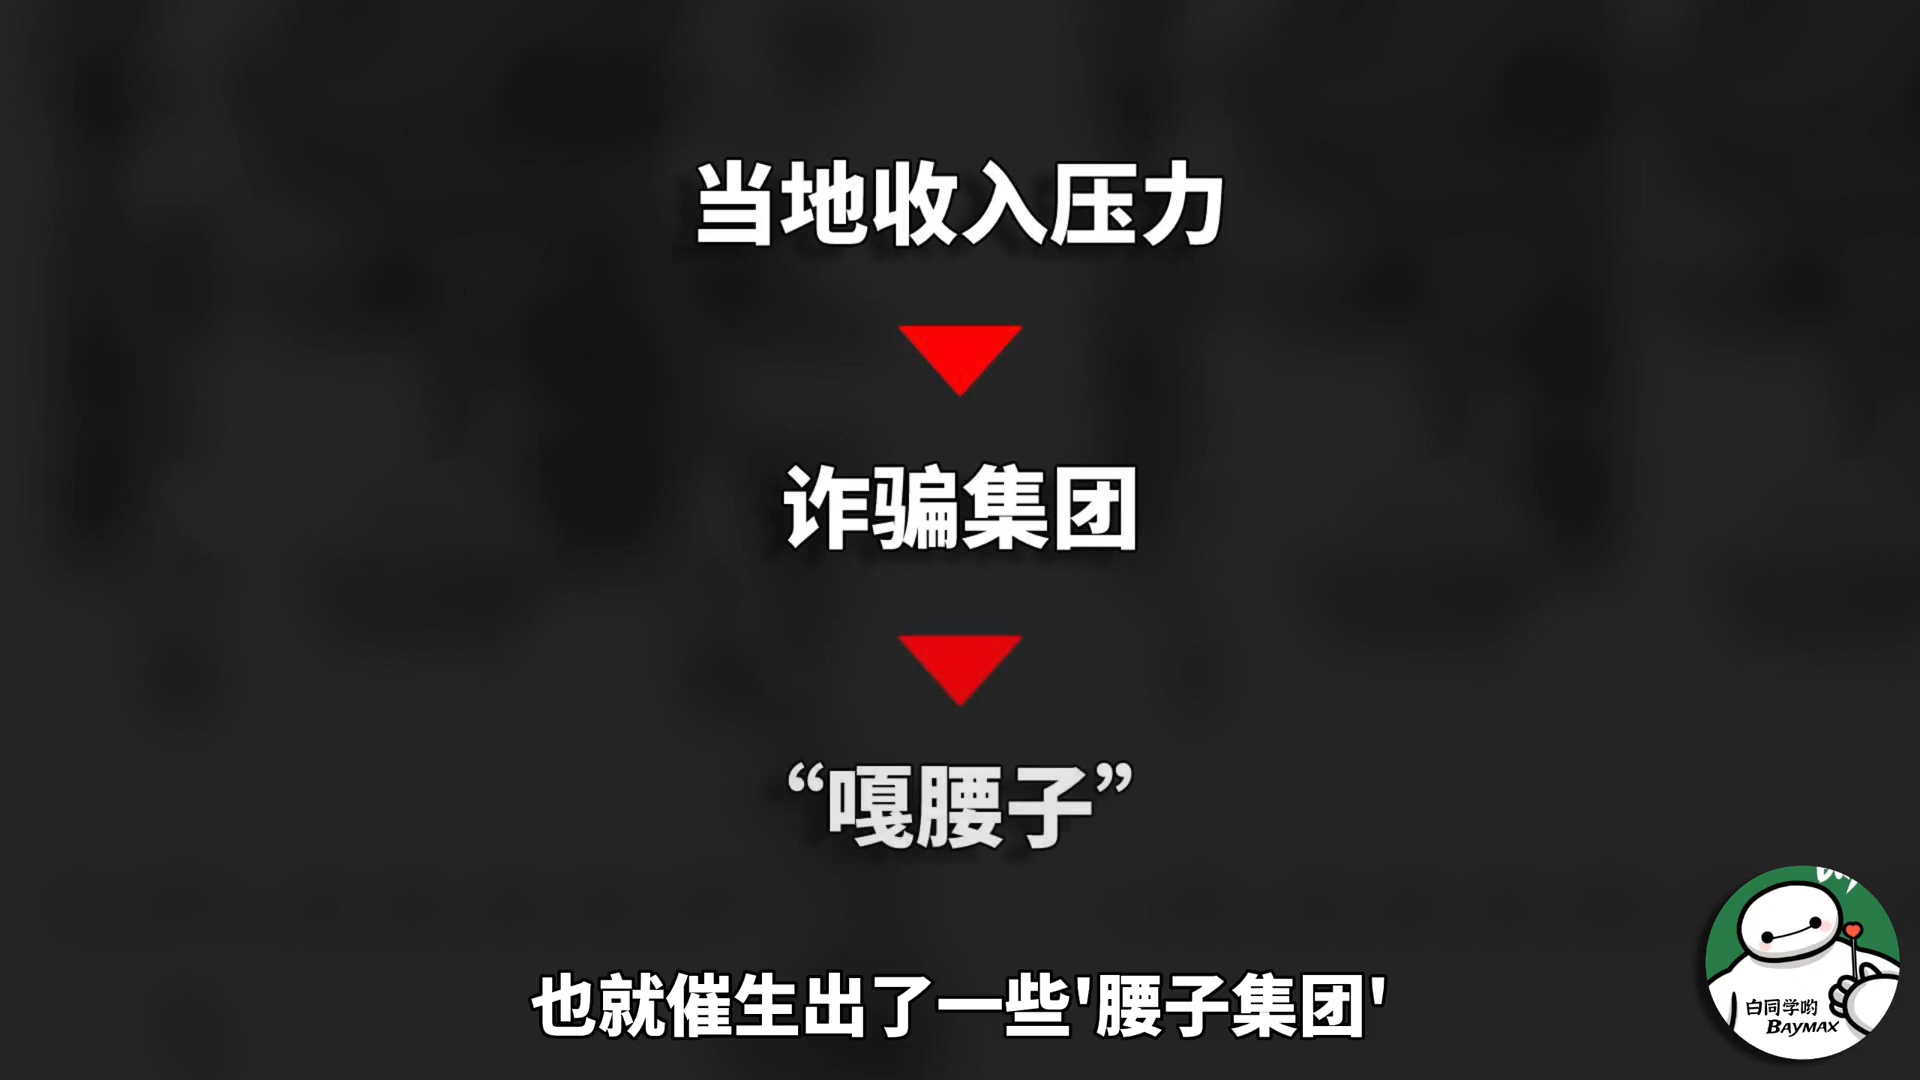 当地收入压力
诈骗集团
“嘎腰子”
也就催生出了一些'腰子集团'
白同学哟
BAYMAX